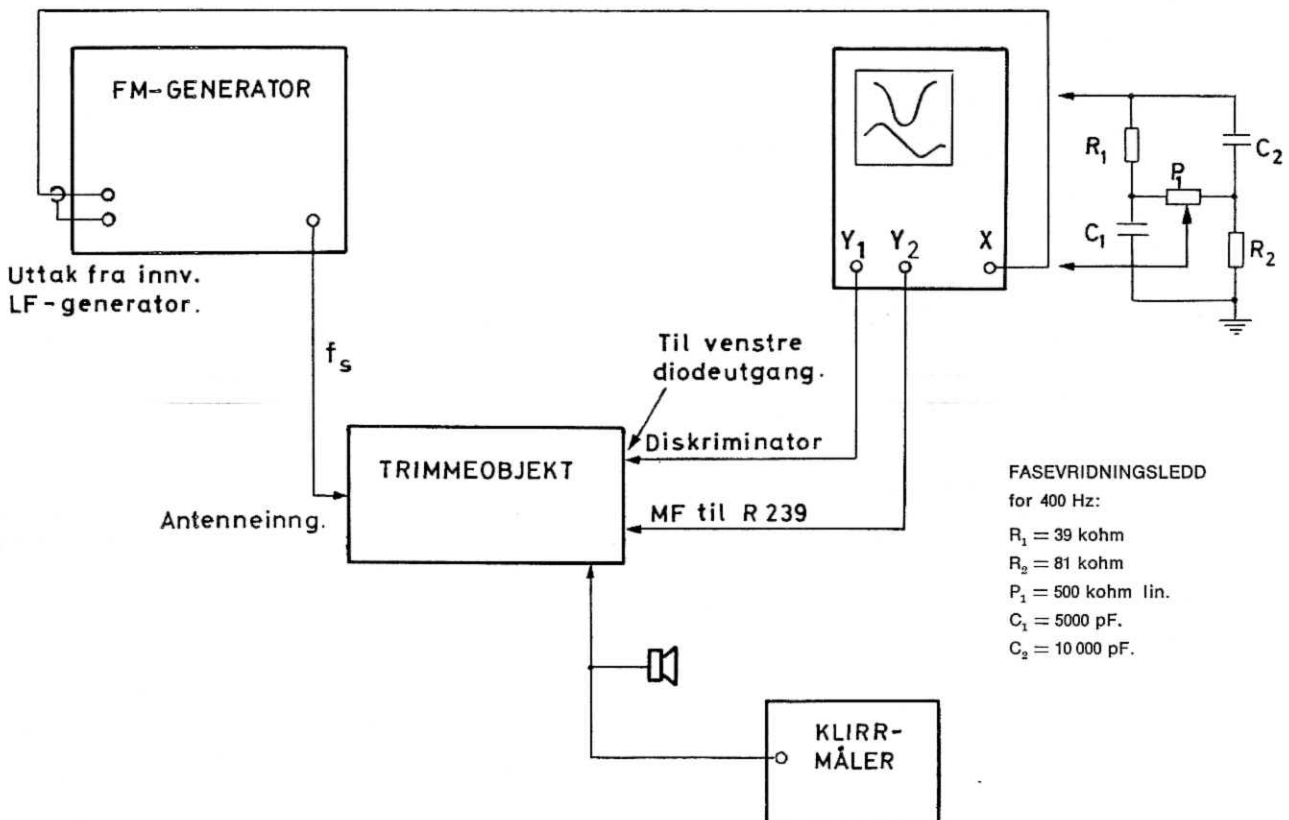 FM-GENERATOR
Uttak fra innv.
LF-generator.
fs
Antenneinng.
TRIMMEOBJEKT
Y1 Y2 X
Til venstre
diodeutgang.
Diskriminator
MF til R 239
KLIRR-
MÅLER
R1
C2
P1
C1
R2
FASEVRIDNINGSLEDD
for 400 Hz:
R1 = 39 kohm
R2 = 81 kohm
P1 = 500 kohm lin.
C1 = 5000 pF.
C2 = 10 000 pF.